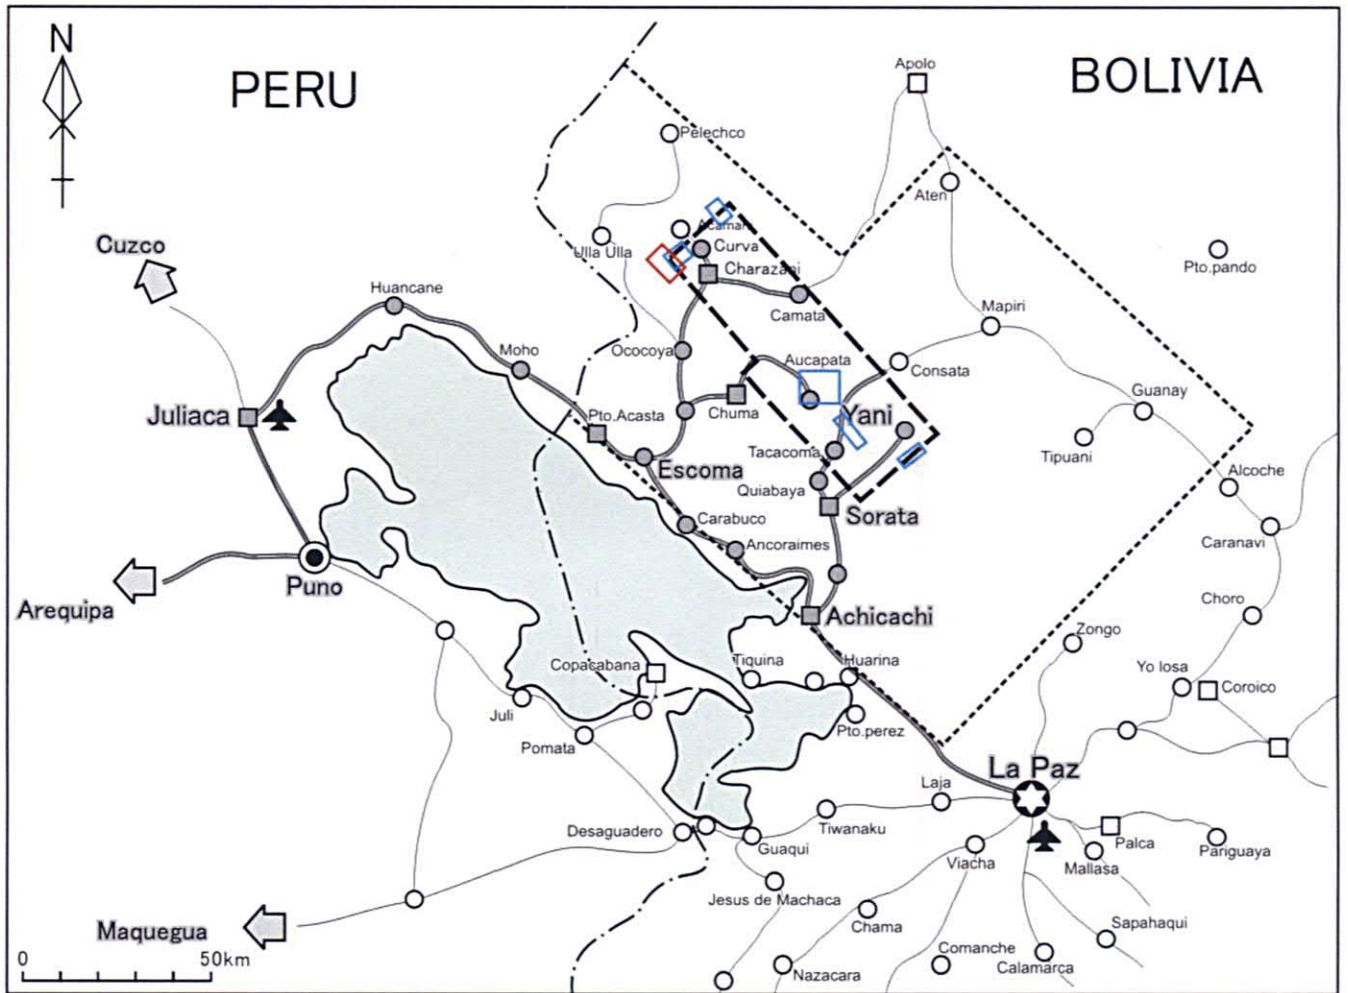 N
PERU
BOLIVIA
Apolo
Pelechco
Aten
Acamani
Ulla Ulla
Curva
Charazani
Pto.pando
Cuzco
Huancane
Camata
Mapiri
Moho
Ococoya
Aucapata
Consata
Guanay
Juliaca
Pto.Acasta
Chuma
Yani
Tipuani
Escoma
Tacacoma
Quiabaya
Alcoche
Sorata
Carabuco
Ancoraimes
Caranavi
Puno
Arequipa
Achicachi
Choro
Zongo
Copacabana
Tiquina
Huarina
Yo losa
Coroico
Juli
Pomata
Pto.perez
La Paz
Laja
Desaguadero
Tiwanaku
Guaqui
Viacha
Palca
Mallasa
Pariguaya
Jesus de Machaca
Maquegua
Chama
Sapahaqui
Comanche
Calamarca
Nazacara
0 50km